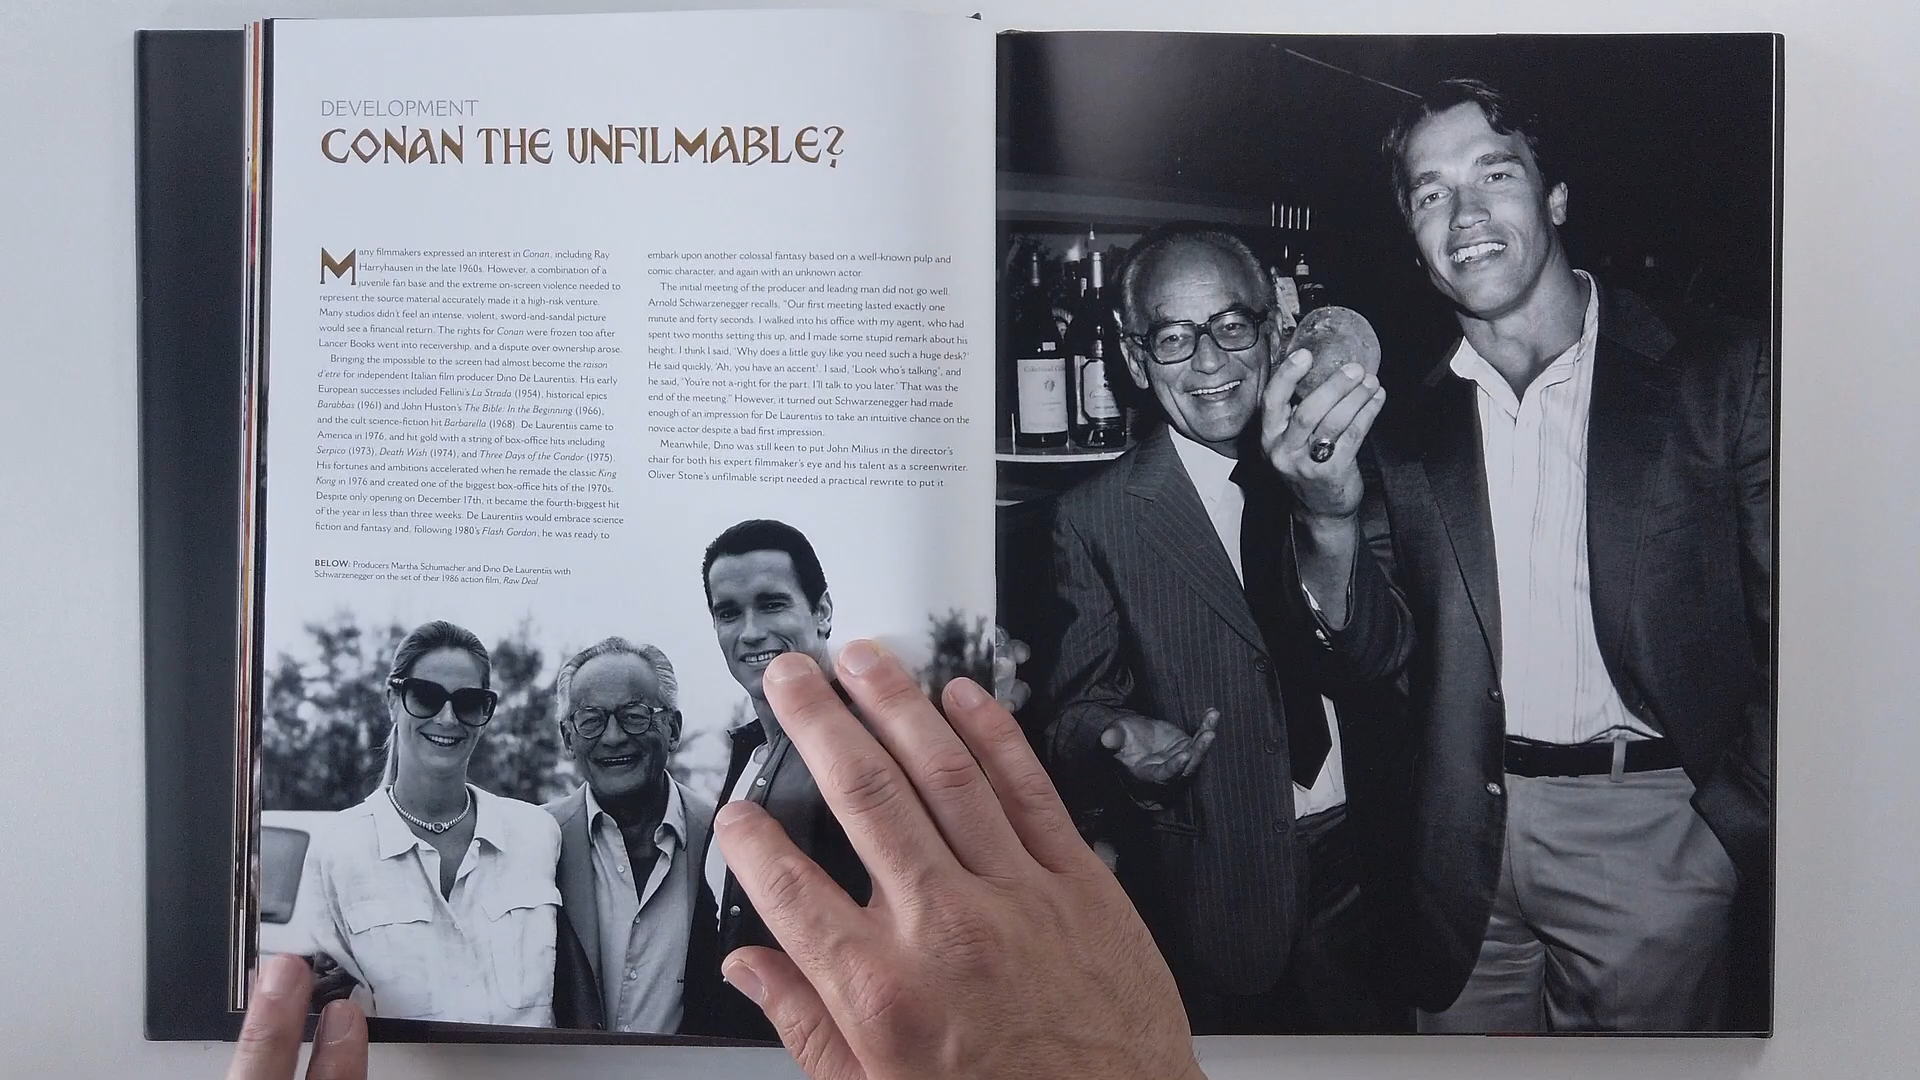 DEVELOPMENT
CONAN THE UNFILMABLE?
Many filmmakers expressed an interest in Conan, including Ray
Harryhausen in the late 1960s. However, a combination of a
juvenile fan base and the extreme on-screen violence needed to
represent the source material accurately made it a high-risk venture.
Many studios didn't feel an intense, violent, sword-and-sandal picture
would see a financial return. The rights for Conan were frozen too after
Lancer Books went into receivership, and a dispute over ownership arose.
Bringing the impossible to the screen had almost become the raison
d'etre for independent Italian film producer Dino De Laurentiis. His early
European successes included Fellini's La Strada (1954), historical epics
Barabbas (1961) and John Huston's The Bible: In the Beginning (1966),
and the cult science-fiction hit Barbarella (1968). De Laurentiis came to
America in 1976, and hit gold with a string of box-office hits including
Serpico (1973), Death Wish (1974), and Three Days of the Condor (1975).
His fortunes and ambitions accelerated when he remade the classic King
Kong in 1976 and created one of the biggest box-office hits of the 1970s.
Despite only opening on December 17th, it became the fourth-biggest hit
of the year in less than three weeks. De Laurentiis would embrace science
fiction and fantasy and, following 1980's Flash Gordon, he was ready to
embark upon another colossal fantasy based on a well-known pulp and
comic character, and again with an unknown actor.
The initial meeting of the producer and leading man did not go well.
Arnold Schwarzenegger recalls, "Our first meeting lasted exactly one
minute and forty seconds. I walked into his office with my agent, who had
spent two months setting this up, and I made some stupid remark about his
height. I think I said, 'Why does a little guy like you need such a huge desk?'
He said quickly, 'Ah, you have an accent'. I said, 'Look who's talking', and
he said, 'You're not a-right for the part. I'll talk to you later.' That was the
end of the meeting." However, it turned out Schwarzenegger had made
enough of an impression for De Laurentiis to take an intuitive chance on the
novice actor despite a bad first impression.
Meanwhile, Dino was still keen to put John Milius in the director's
chair for both his expert filmmaker's eye and his talent as a screenwriter.
Oliver Stone's unfilmable script needed a practical rewrite to put it
BELOW: Producers Martha Schumacher and Dino De Laurentiis with
Schwarzenegger on the set of their 1986 action film, Raw Deal